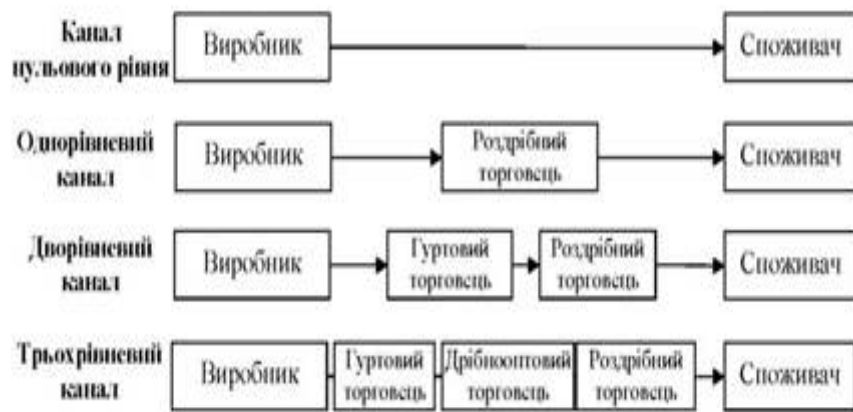 Канал
нульового рівня
Виробник
Споживач
Однорівневий
канал
Виробник
Роздрібний
торговець
Споживач
Дворівневий
канал
Виробник
Гуртовий
торговець
Роздрібний
торговець
Споживач
Трьохрівневий
канал
Виробник
Гуртовий
торговець
Дрібнооптовий
торговець
Роздрібний
торговець
Споживач